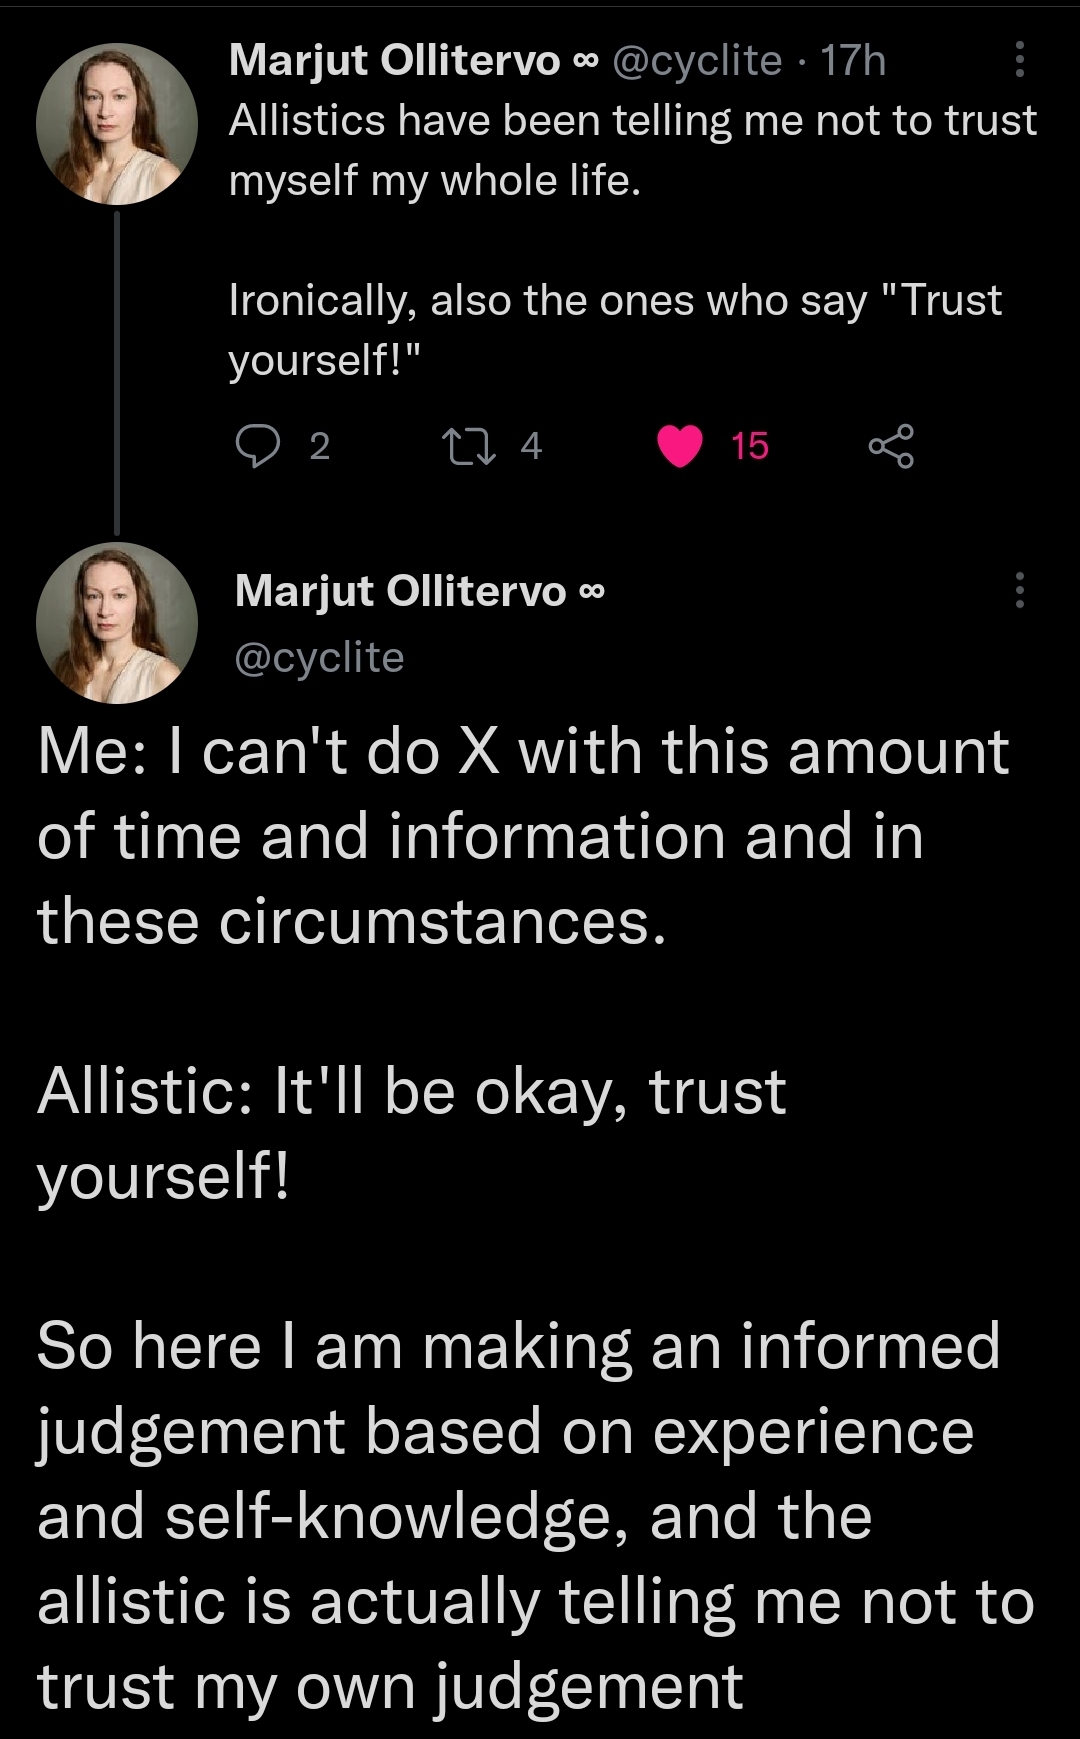 Marjut Ollitervo ∞ @cyclite · 17h
Allistics have been telling me not to trust
myself my whole life.
Ironically, also the ones who say "Trust
yourself!"
2 4 15
Marjut Ollitervo ∞
@cyclite
Me: I can't do X with this amount
of time and information and in
these circumstances.
Allistic: It'll be okay, trust
yourself!
So here I am making an informed
judgement based on experience
and self-knowledge, and the
allistic is actually telling me not to
trust my own judgement